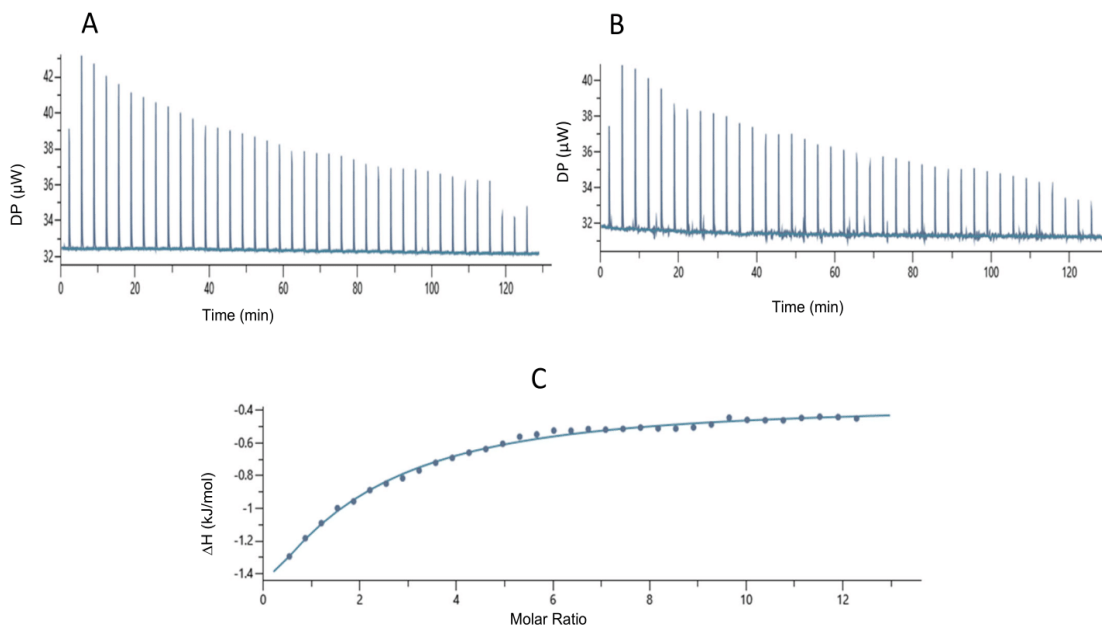 A
42
40
38
36
34
32
DP (µW)
0 20 40 60 80 100 120
Time (min)
B
40
38
36
34
32
DP (µW)
0 20 40 60 80 100 120
Time (min)
C
-0.4
-0.6
-0.8
-1
-1.2
-1.4
ΔH (kJ/mol)
0 2 4 6 8 10 12
Molar Ratio